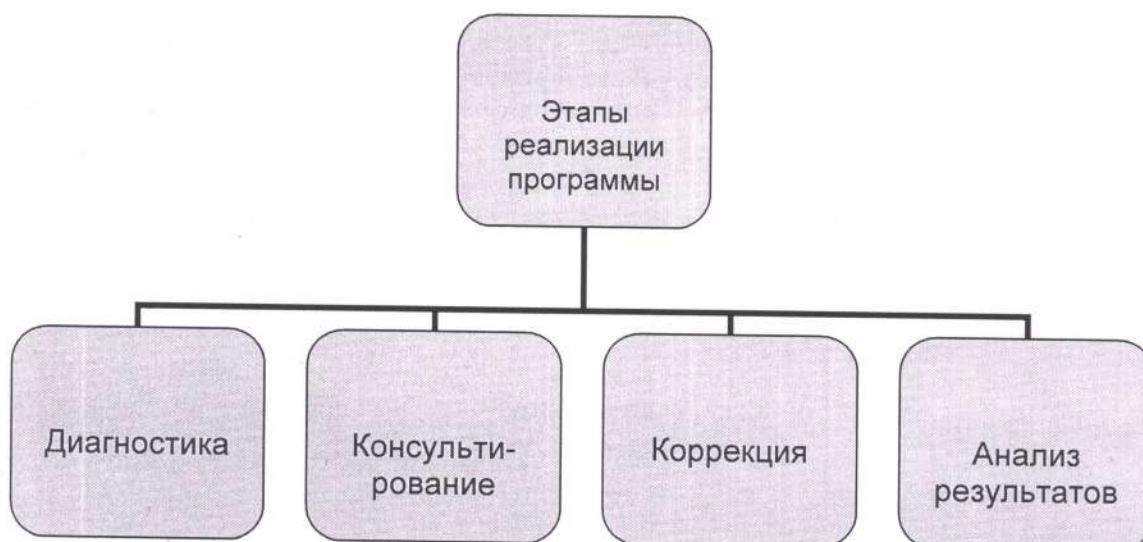 Этапы
реализации
программы
Диагностика
Консульти-
рование
Коррекция
Анализ
результатов